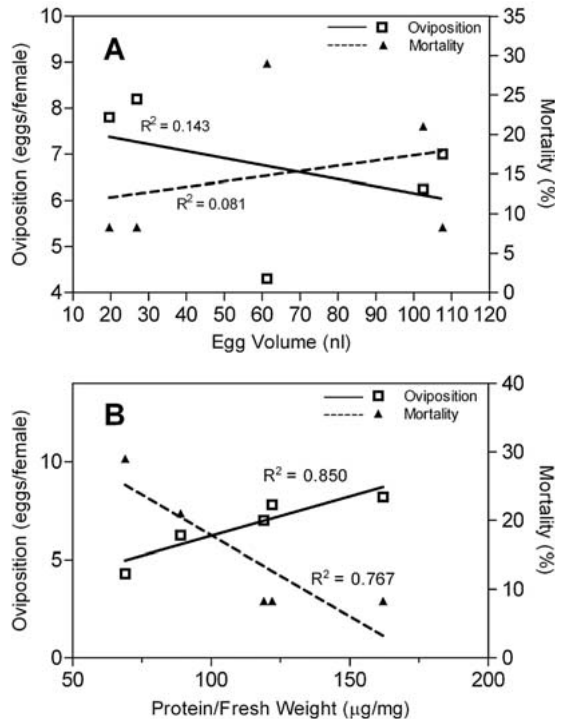 A
Oviposition
Mortality
R² = 0.143
R² = 0.081
Oviposition (eggs/female)
10
9
8
7
6
5
4
Mortality (%)
35
30
25
20
15
10
5
0
10 20 30 40 50 60 70 80 90 100 110 120
Egg Volume (nl)
B
Oviposition
Mortality
R² = 0.850
R² = 0.767
Oviposition (eggs/female)
10
5
0
Mortality (%)
40
30
20
10
0
50 100 150 200
Protein/Fresh Weight (μg/mg)